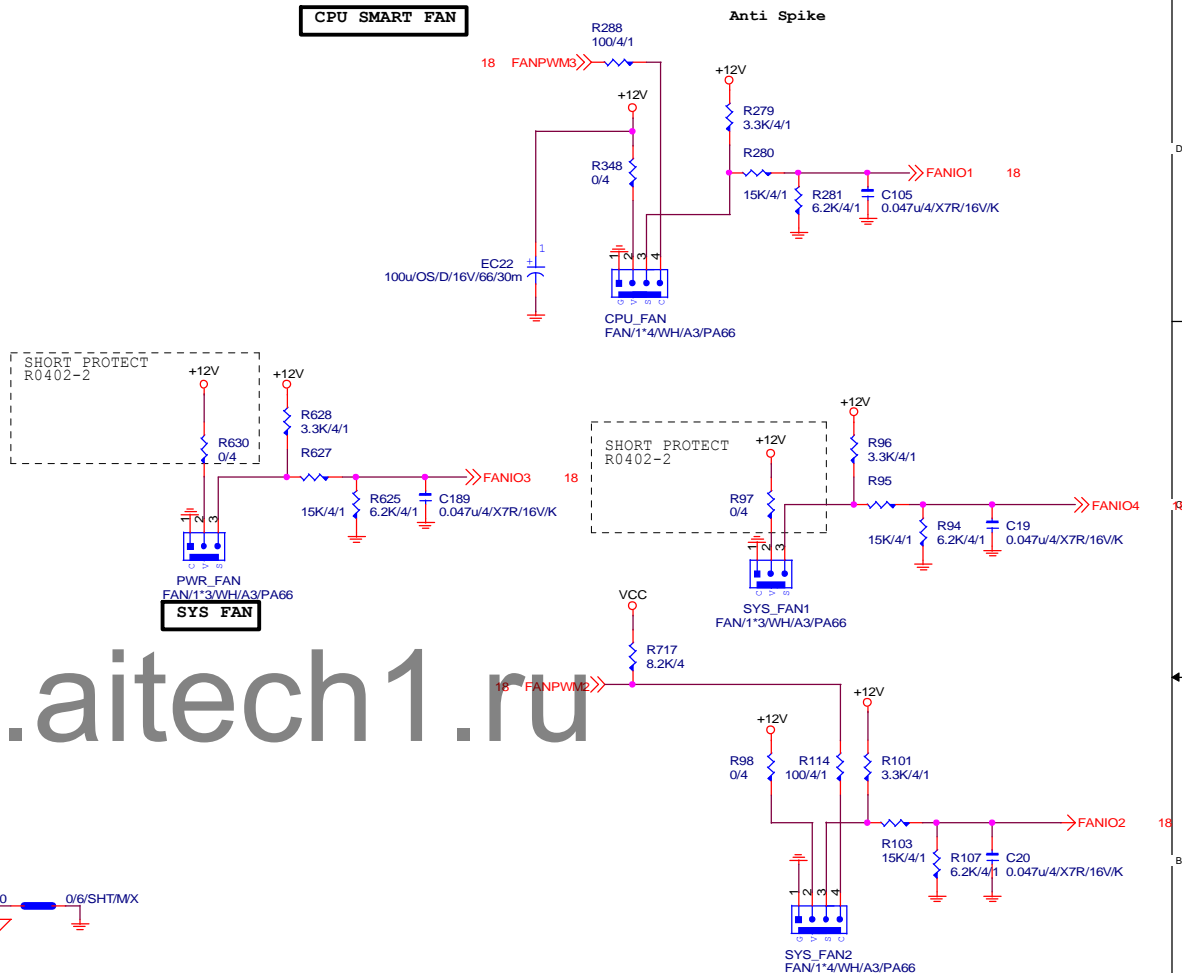 CPU SMART FAN
Anti Spike
R288
100/4/1
18 FANPWM3
+12V
R279
3.3K/4/1
+12V
R348
0/4
R280
15K/4/1
R281
6.2K/4/1
C105
0.047u/4/X7R/16V/K
FANIO1 18
D
1
EC22
100u/OS/D/16V/66/30m
+
1 2 3 4
G V S C
CPU_FAN
FAN/1*4/WH/A3/PA66
SHORT PROTECT
R0402-2
+12V
R630
0/4
+12V
R628
3.3K/4/1
R627
15K/4/1
R625
6.2K/4/1
C189
0.047u/4/X7R/16V/K
FANIO3 18
1 2 3
C V S
PWR_FAN
FAN/1*3/WH/A3/PA66
SYS FAN
SHORT PROTECT
R0402-2
+12V
R97
0/4
+12V
R96
3.3K/4/1
R95
15K/4/1
R94
6.2K/4/1
C19
0.047u/4/X7R/16V/K
FANIO4
1 2 3
C V S
SYS_FAN1
FAN/1*3/WH/A3/PA66
VCC
R717
8.2K/4
18 FANPWM2
.aitech1.ru
+12V
R98
0/4
R114
100/4/1
+12V
R101
3.3K/4/1
R103
15K/4/1
R107
6.2K/4/1
C20
0.047u/4/X7R/16V/K
FANIO2 18
B
1 2 3 4
G V S C
SYS_FAN2
FAN/1*4/WH/A3/PA66
0
0/6/SHT/M/X